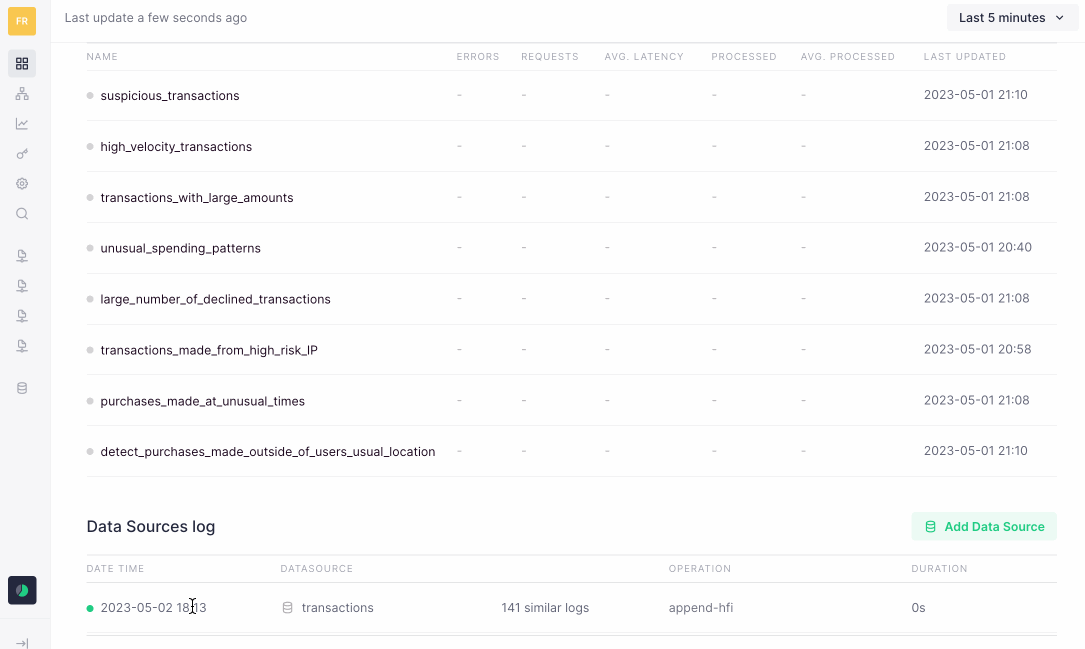 FR
Last update a few seconds ago
Last 5 minutes
NAME ERRORS REQUESTS AVG. LATENCY PROCESSED AVG. PROCESSED LAST UPDATED
suspicious_transactions - - - - - 2023-05-01 21:10
high_velocity_transactions - - - - - 2023-05-01 21:08
transactions_with_large_amounts - - - - - 2023-05-01 21:08
unusual_spending_patterns - - - - - 2023-05-01 20:40
large_number_of_declined_transactions - - - - - 2023-05-01 21:08
transactions_made_from_high_risk_IP - - - - - 2023-05-01 20:58
purchases_made_at_unusual_times - - - - - 2023-05-01 21:08
detect_purchases_made_outside_of_users_usual_location - - - - - 2023-05-01 21:10
Data Sources log
Add Data Source
DATE TIME DATASOURCE OPERATION DURATION
2023-05-02 18:13 transactions 141 similar logs append-hfi 0s